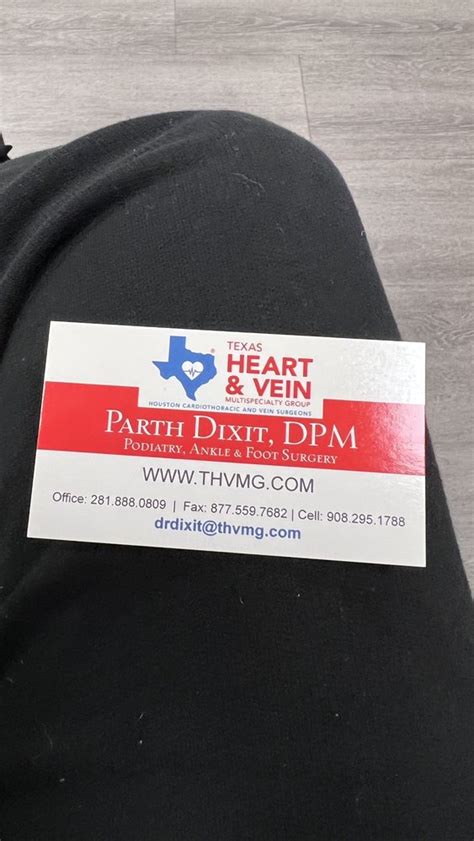 TEXAS
HEART
& VEIN
MULTISPECIALTY GROUP
HOUSTON CARDIOTHORACIC AND VEIN SURGEONS
PARTH DIXIT, DPM
PODIATRY, ANKLE & FOOT SURGERY
WWW.THVMG.COM
Office: 281.888.0809 | Fax: 877.559.7682 | Cell: 908.295.1788
drdixit@thvmg.com